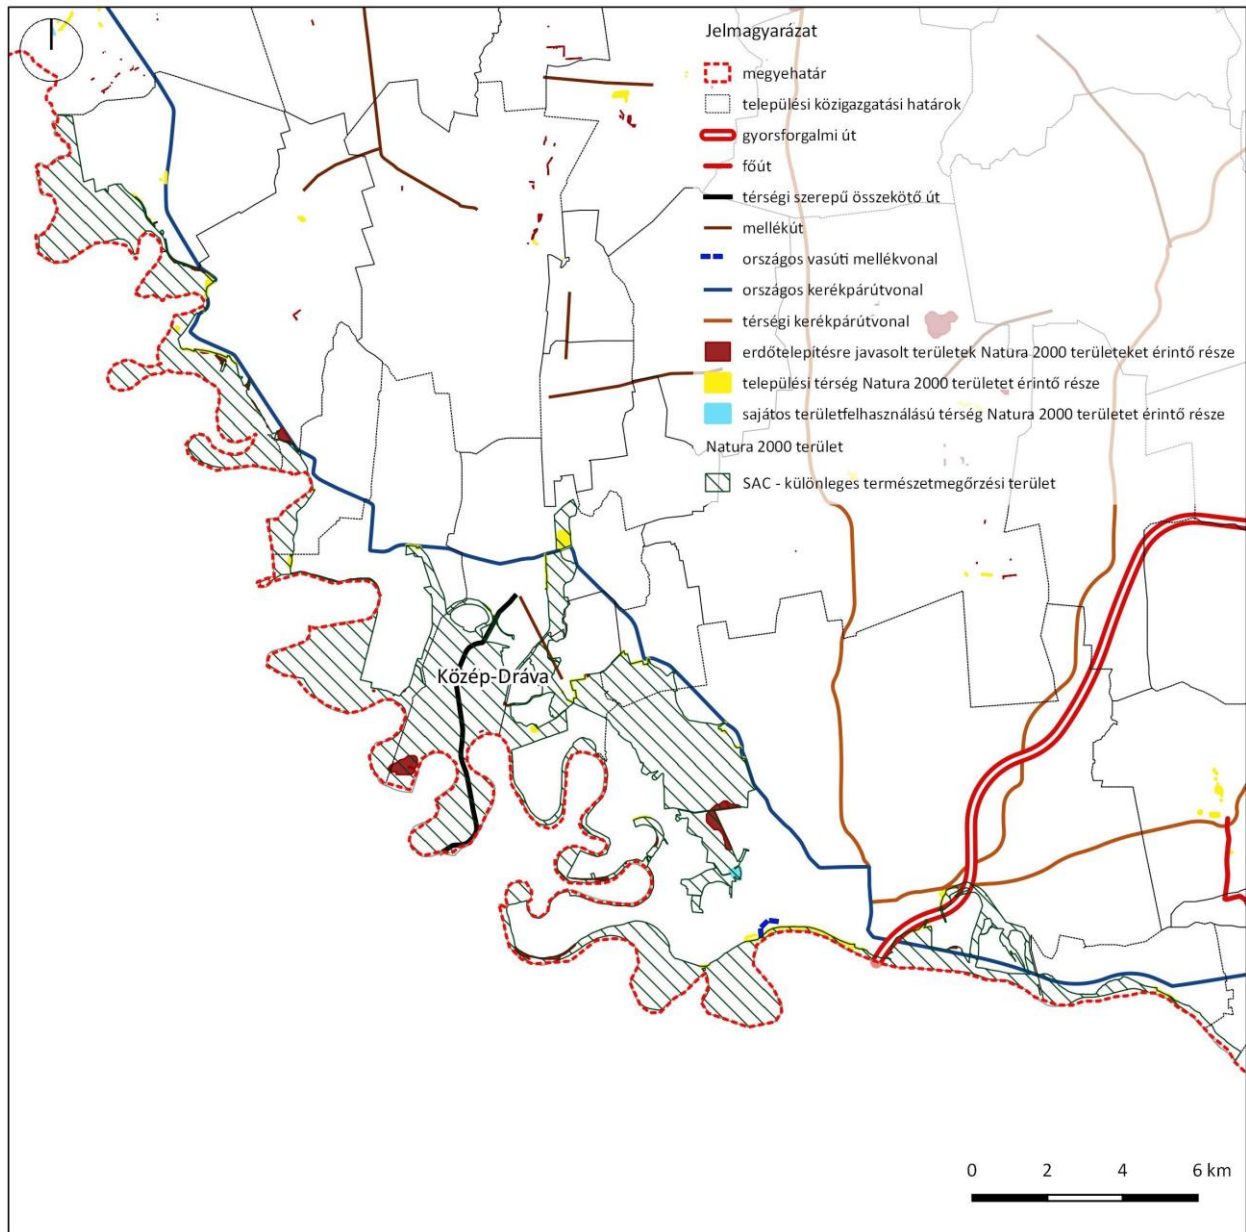 Jelmagyarázat
megyehatár
települési közigazgatási határok
gyorsforgalmi út
főút
térségi szerepű összekötő út
mellékút
országos vasúti mellékvonal
országos kerékpárútvonal
térségi kerékpárútvonal
erdőtelepítésre javasolt területek Natura 2000 területeket érintő része
települési térség Natura 2000 területet érintő része
sajátos területfelhasználású térség Natura 2000 területet érintő része
Natura 2000 terület
SAC - különleges természetmegőrzési terület
Közép-Dráva
0 2 4 6 km